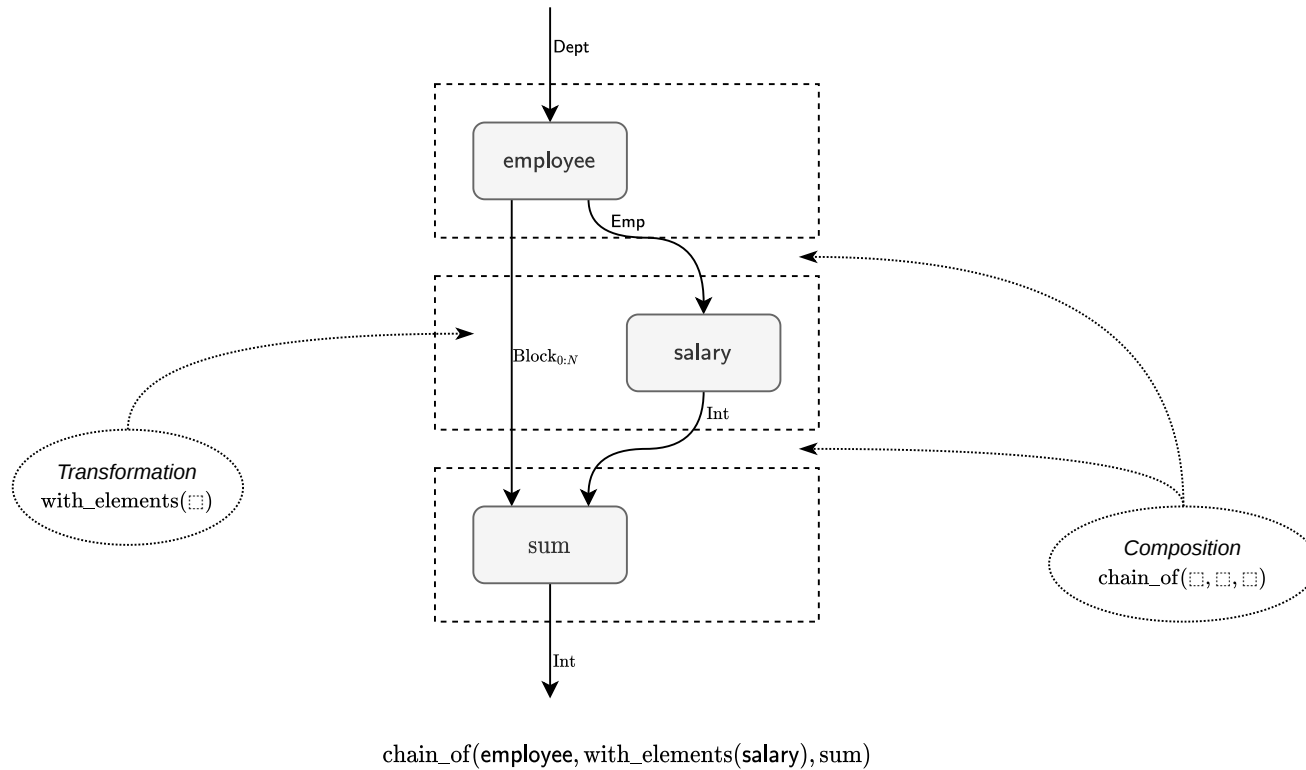 Dept
employee
Emp
Block₀:N
salary
Int
Transformation
with_elements(⬚)
sum
Composition
chain_of(⬚, ⬚, ⬚)
Int
chain_of(employee, with_elements(salary), sum)